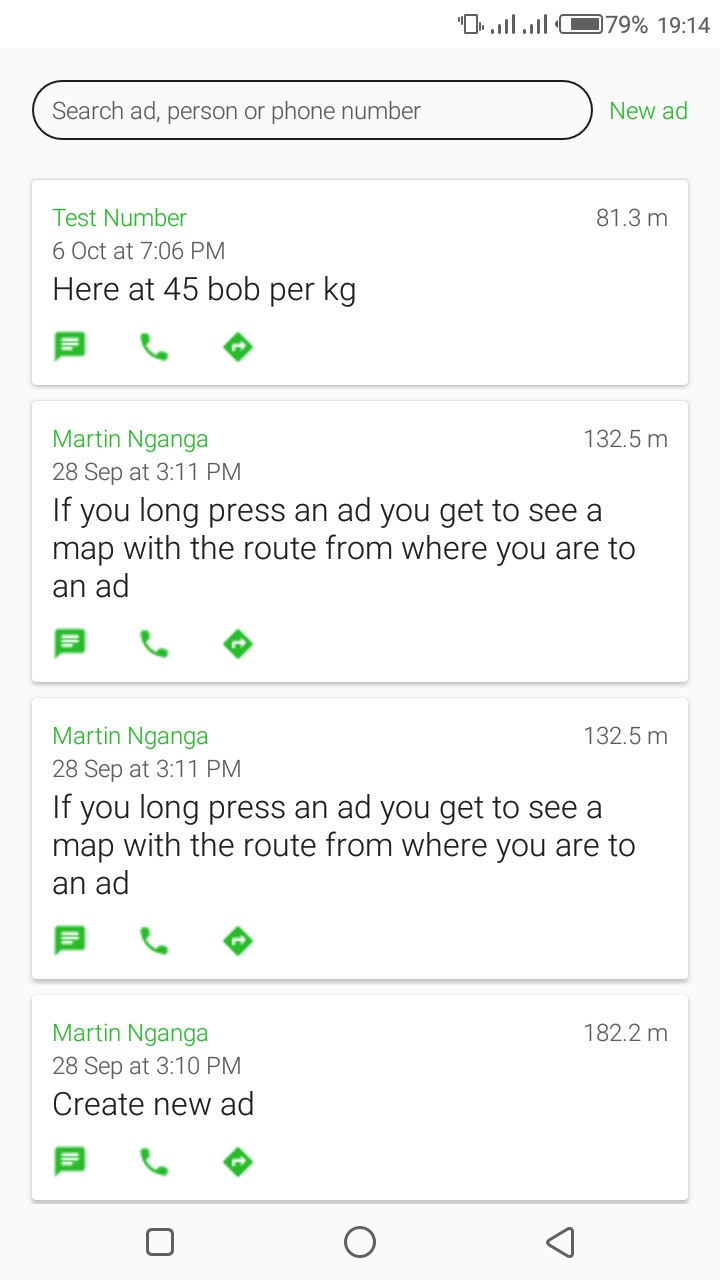 79% 19:14
Search ad, person or phone number New ad
Test Number 81.3 m
6 Oct at 7:06 PM
Here at 45 bob per kg
Martin Nganga 132.5 m
28 Sep at 3:11 PM
If you long press an ad you get to see a
map with the route from where you are to
an ad
Martin Nganga 132.5 m
28 Sep at 3:11 PM
If you long press an ad you get to see a
map with the route from where you are to
an ad
Martin Nganga 182.2 m
28 Sep at 3:10 PM
Create new ad